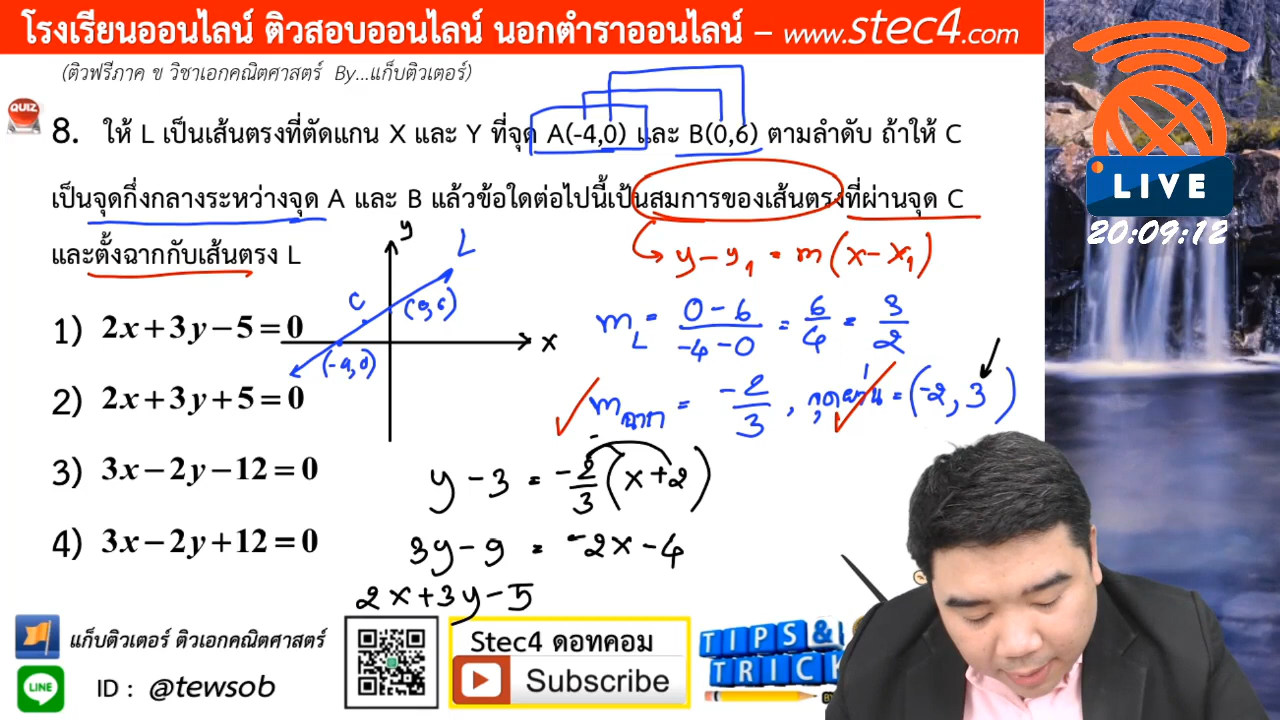 โรงเรียนออนไลน์ ติวสอบออนไลน์ นอกตำราออนไลน์ – www.stec4.com
(ติวฟรีภาค ข วิชาเอกคณิตศาสตร์ By...แก็บติวเตอร์)
QUIZ
8. ให้ L เป็นเส้นตรงที่ตัดแกน X และ Y ที่จุด A(-4,0) และ B(0,6) ตามลำดับ ถ้าให้ C
เป็นจุดกึ่งกลางระหว่างจุด A และ B แล้วข้อใดต่อไปนี้เป็นสมการของเส้นตรงที่ผ่านจุด C
และตั้งฉากกับเส้นตรง L
LIVE
20:09:12
y - y₁ = m(x - x₁)
y
L
C
(0,6)
(-4,0)
x
1) 2x+3y−5=0
2) 2x+3y+5=0
3) 3x−2y−12=0
4) 3x−2y+12=0
m_L = (0-6)/(-4-0) = 6/4 = 3/2
mฉาก = -2/3 , จุดผ่าน = (-2, 3)
y - 3 = -2/3 (x+2)
3y - 9 = -2x - 4
2x+3y-5
แก็บติวเตอร์ ติวเอกคณิตศาสตร์
LINE
ID : @tewsob
Stec4 ดอทคอม
Subscribe
TIPS&
TRICK